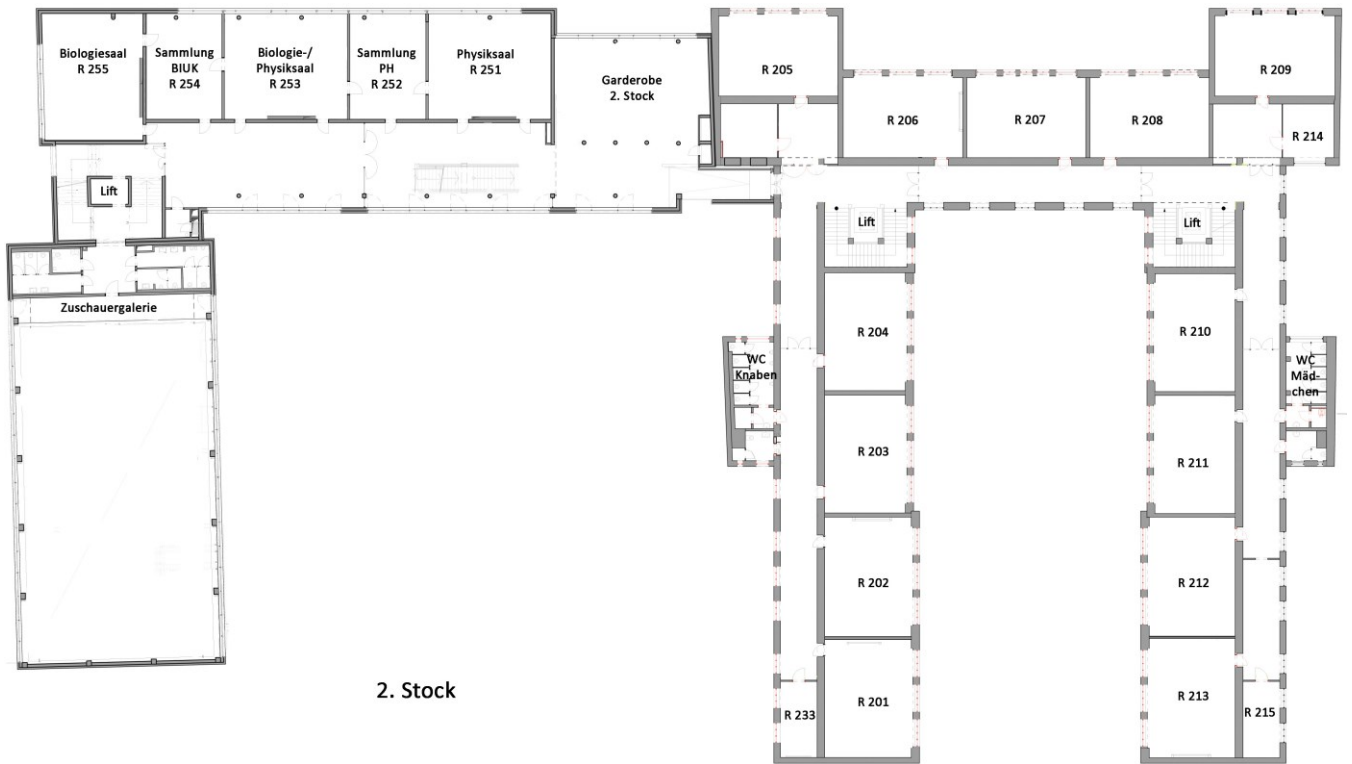 Biologiesaal
R 255
Sammlung
BIUK
R 254
Biologie-/
Physiksaal
R 253
Sammlung
PH
R 252
Physiksaal
R 251
Garderobe
2. Stock
R 205
R 206
R 207
R 208
R 209
R 214
Lift
Lift
Lift
Zuschauergalerie
R 204
R 210
WC
Knaben
WC
Mäd-
chen
R 203
R 211
R 202
R 212
R 201
R 213
R 233
R 215
2. Stock